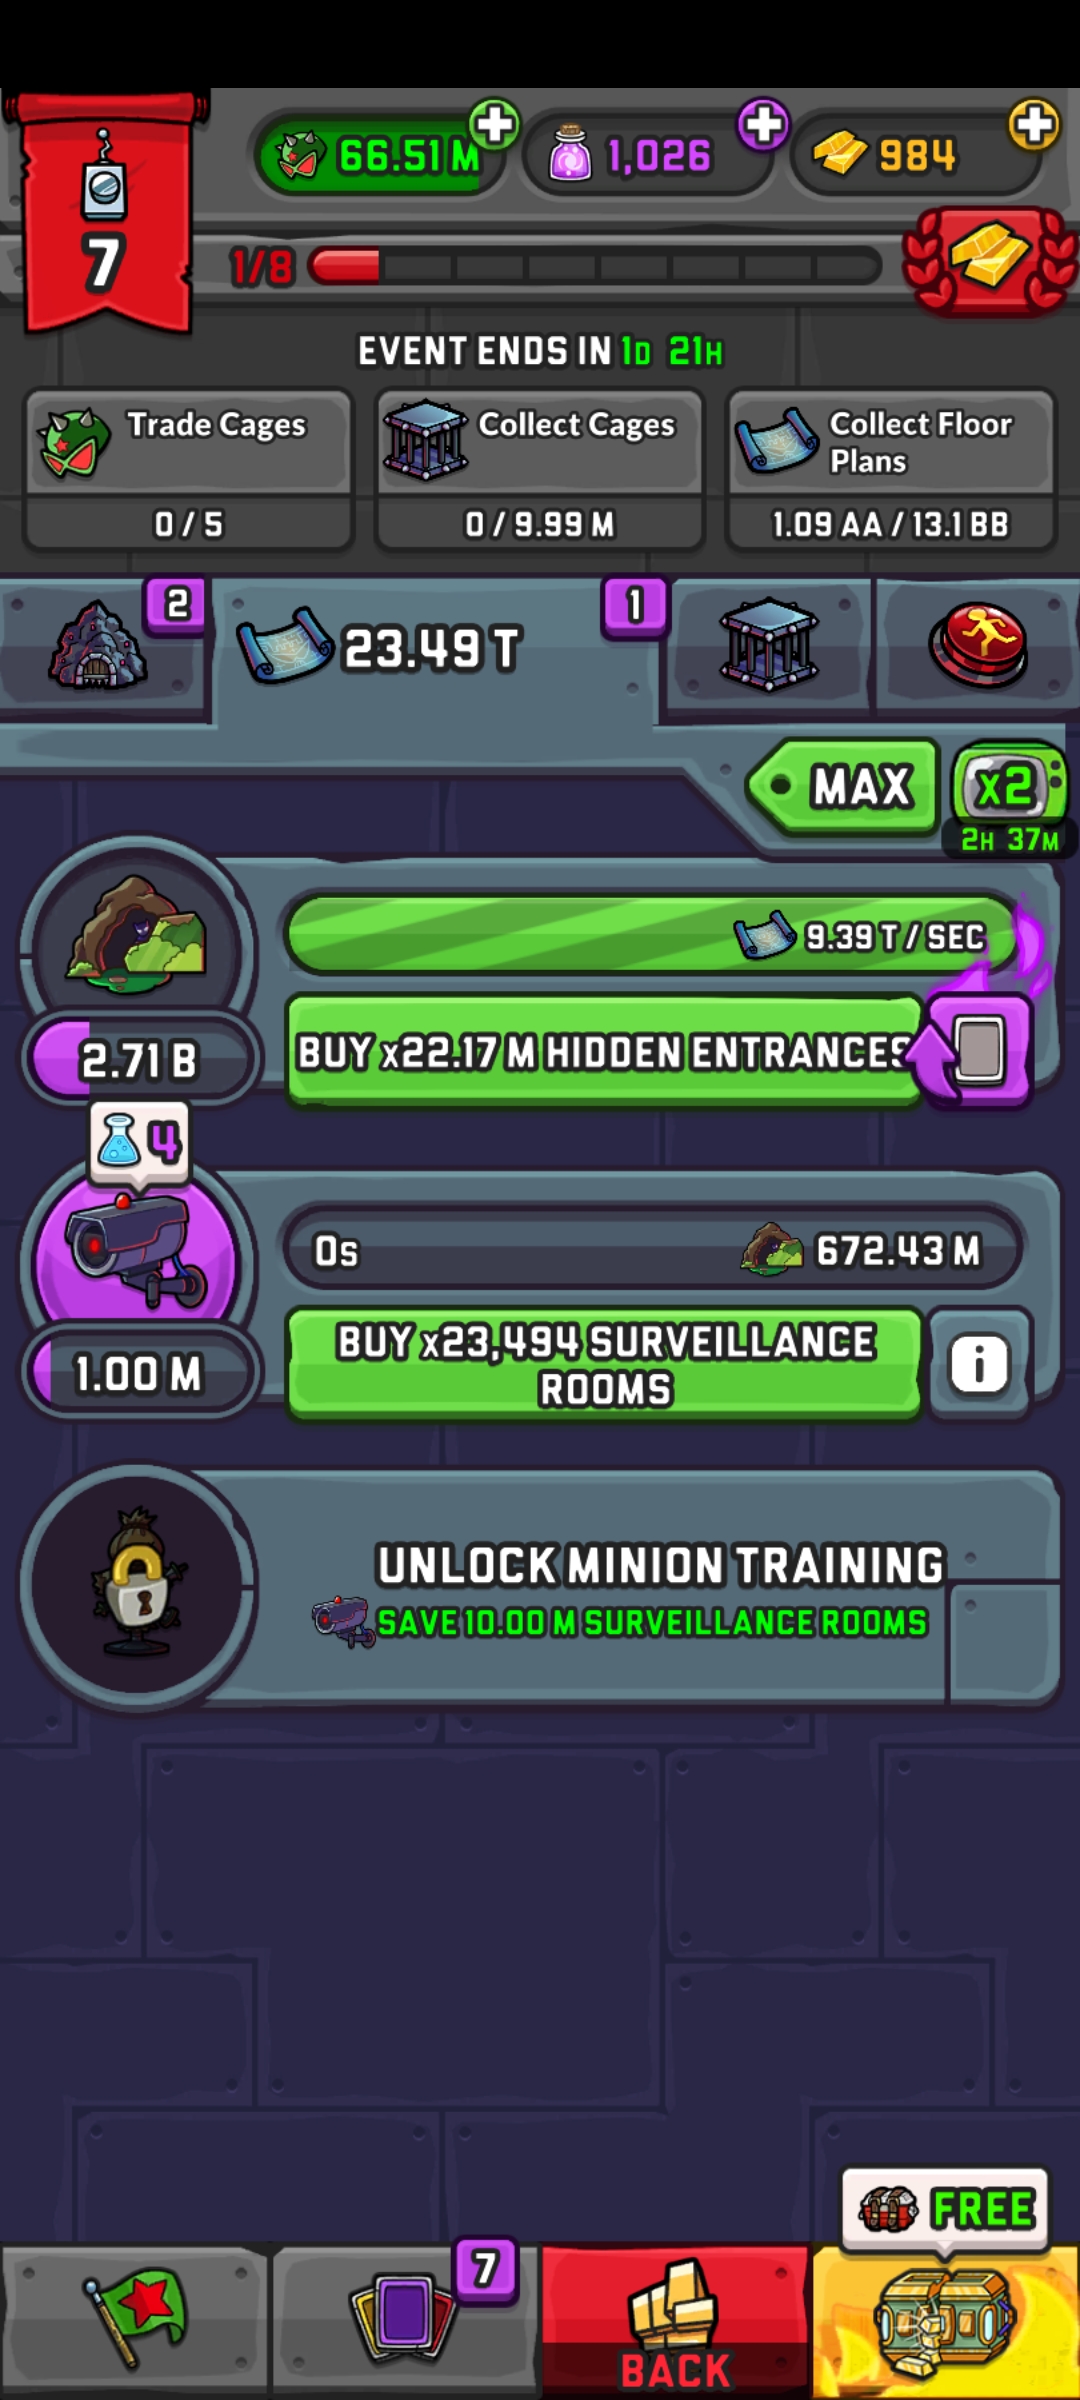 66.51 M
1,026
984
7
1/8
EVENT ENDS IN 1D 21H
Trade Cages
0 / 5
Collect Cages
0 / 9.99 M
Collect Floor
Plans
1.09 AA / 13.1 BB
2
23.49 T
1
MAX
x2
2H 37M
9.39 T / SEC
BUY x22.17 M HIDDEN ENTRANCES
2.71 B
4
0s
672.43 M
BUY x23,494 SURVEILLANCE
ROOMS
i
1.00 M
UNLOCK MINION TRAINING
SAVE 10.00 M SURVEILLANCE ROOMS
FREE
7
BACK